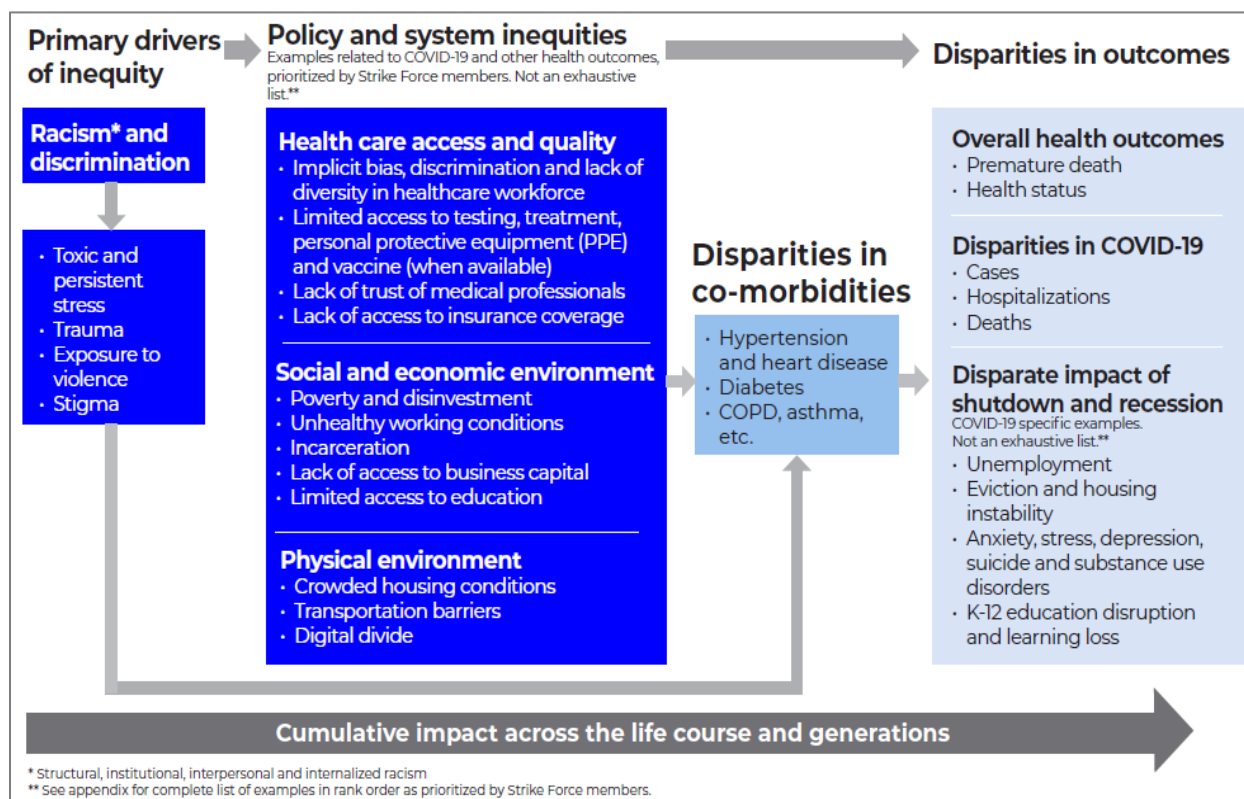 Primary drivers
of inequity
Policy and system inequities
Examples related to COVID-19 and other health outcomes,
prioritized by Strike Force members. Not an exhaustive
list.**
Disparities in outcomes
Racism* and
discrimination
· Toxic and
persistent
stress
· Trauma
· Exposure to
violence
· Stigma
Health care access and quality
· Implicit bias, discrimination and lack of
diversity in healthcare workforce
· Limited access to testing, treatment,
personal protective equipment (PPE)
and vaccine (when available)
· Lack of trust of medical professionals
· Lack of access to insurance coverage
Social and economic environment
· Poverty and disinvestment
· Unhealthy working conditions
· Incarceration
· Lack of access to business capital
· Limited access to education
Physical environment
· Crowded housing conditions
· Transportation barriers
· Digital divide
Disparities in
co-morbidities
· Hypertension
and heart disease
· Diabetes
· COPD, asthma,
etc.
Overall health outcomes
· Premature death
· Health status
Disparities in COVID-19
· Cases
· Hospitalizations
· Deaths
Disparate impact of
shutdown and recession
COVID-19 specific examples.
Not an exhaustive list.**
· Unemployment
· Eviction and housing
instability
· Anxiety, stress, depression,
suicide and substance use
disorders
· K-12 education disruption
and learning loss
Cumulative impact across the life course and generations
* Structural, institutional, interpersonal and internalized racism
** See appendix for complete list of examples in rank order as prioritized by Strike Force members.